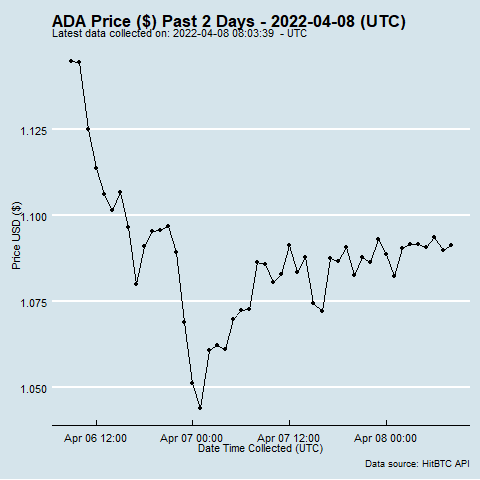 ADA Price ($) Past 2 Days - 2022-04-08 (UTC)
Latest data collected on: 2022-04-08 08:03:39  - UTC
Price USD ($)
1.125
1.100
1.075
1.050
Apr 06 12:00 Apr 07 00:00 Apr 07 12:00 Apr 08 00:00
Date Time Collected (UTC)
Data source: HitBTC API